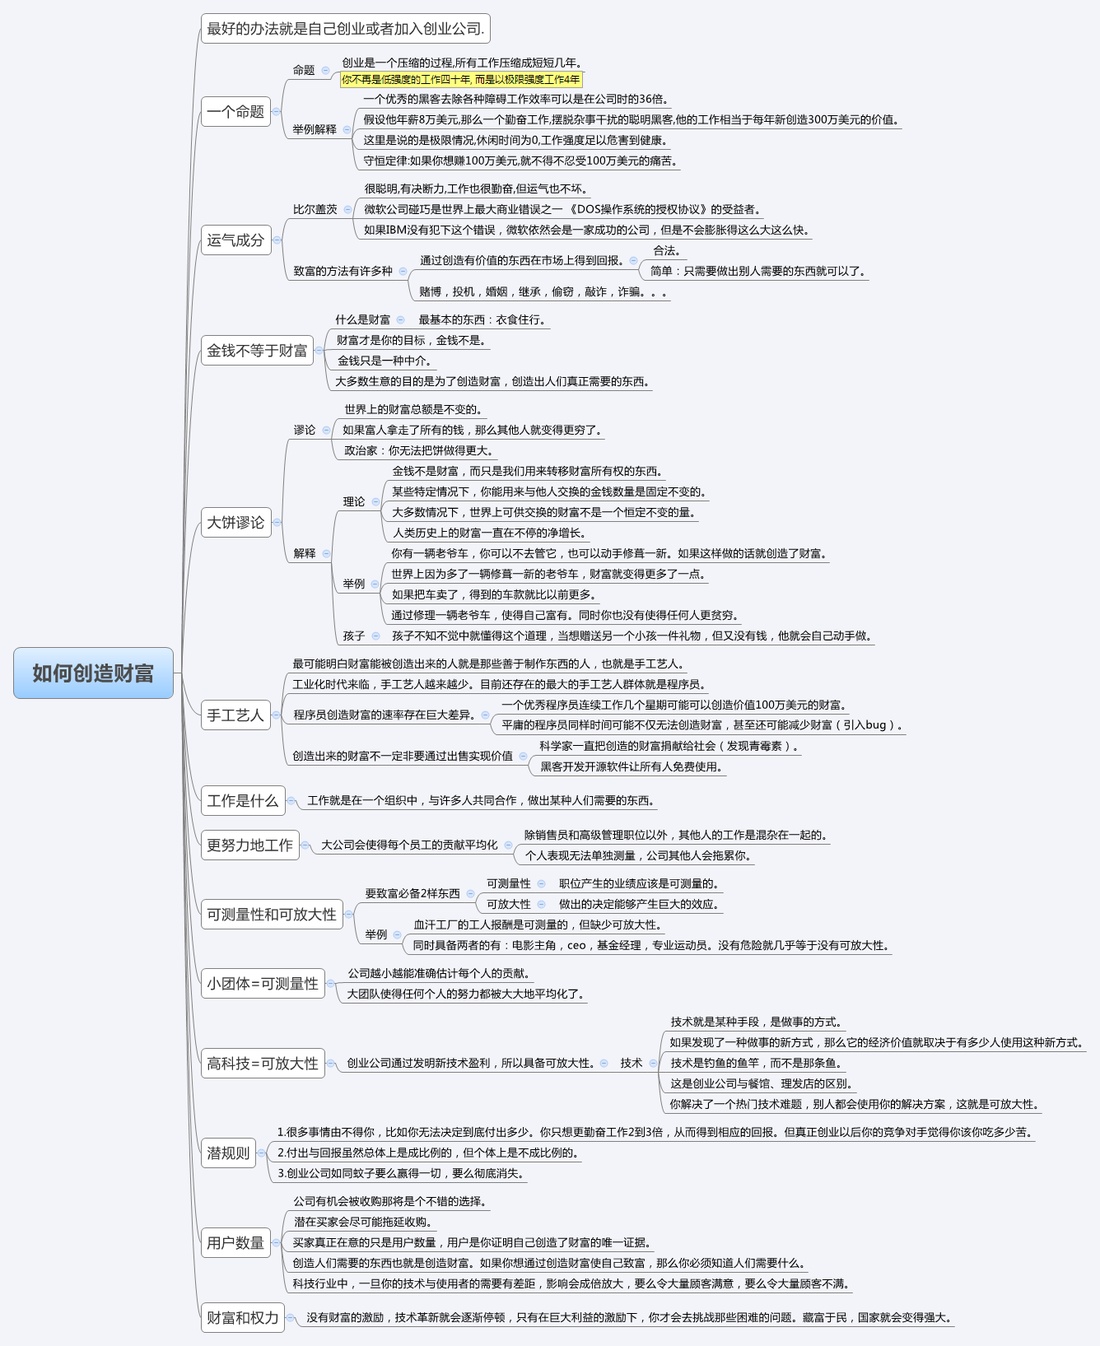 最好的办法就是自己创业或者加入创业公司.
一个命题
命题
创业是一个压缩的过程,所有工作压缩成短短几年。
你不再是低强度的工作四十年, 而是以极限强度工作4年
举例解释
一个优秀的黑客去除各种障碍工作效率可以是在公司时的36倍。
假设他年薪8万美元,那么一个勤奋工作,摆脱杂事干扰的聪明黑客,他的工作相当于每年新创造300万美元的价值。
这里是说的是极限情况,休闲时间为0,工作强度足以危害到健康。
守恒定律:如果你想赚100万美元,就不得不忍受100万美元的痛苦。
运气成分
比尔盖茨
很聪明,有决断力,工作也很勤奋,但运气也不坏。
微软公司碰巧是世界上最大商业错误之一 《DOS操作系统的授权协议》的受益者。
如果IBM没有犯下这个错误，微软依然会是一家成功的公司，但是不会膨胀得这么大这么快。
致富的方法有许多种
通过创造有价值的东西在市场上得到回报。
合法。
简单：只需要做出别人需要的东西就可以了。
赌博，投机，婚姻，继承，偷窃，敲诈，诈骗。。。
金钱不等于财富
什么是财富
最基本的东西：衣食住行。
财富才是你的目标，金钱不是。
金钱只是一种中介。
大多数生意的目的是为了创造财富，创造出人们真正需要的东西。
大饼谬论
谬论
世界上的财富总额是不变的。
如果富人拿走了所有的钱，那么其他人就变得更穷了。
政治家：你无法把饼做得更大。
解释
理论
金钱不是财富，而只是我们用来转移财富所有权的东西。
某些特定情况下，你能用来与他人交换的金钱数量是固定不变的。
大多数情况下，世界上可供交换的财富不是一个恒定不变的量。
人类历史上的财富一直在不停的净增长。
举例
你有一辆老爷车，你可以不去管它，也可以动手修葺一新。如果这样做的话就创造了财富。
世界上因为多了一辆修葺一新的老爷车，财富就变得更多了一点。
如果把车卖了，得到的车款就比以前更多。
通过修理一辆老爷车，使得自己富有。同时你也没有使得任何人更贫穷。
孩子
孩子不知不觉中就懂得这个道理，当想赠送另一个小孩一件礼物，但又没有钱，他就会自己动手做。
如何创造财富
手工艺人
最可能明白财富能被创造出来的人就是那些善于制作东西的人，也就是手工艺人。
工业化时代来临，手工艺人越来越少。目前还存在的最大的手工艺人群体就是程序员。
程序员创造财富的速率存在巨大差异。
一个优秀程序员连续工作几个星期可能可以创造价值100万美元的财富。
平庸的程序员同样时间可能不仅无法创造财富，甚至还可能减少财富（引入bug）。
创造出来的财富不一定非要通过出售实现价值
科学家一直把创造的财富捐献给社会（发现青霉素）。
黑客开发开源软件让所有人免费使用。
工作是什么
工作就是在一个组织中，与许多人共同合作，做出某种人们需要的东西。
更努力地工作
大公司会使得每个员工的贡献平均化
除销售员和高级管理职位以外，其他人的工作是混杂在一起的。
个人表现无法单独测量，公司其他人会拖累你。
可测量性和可放大性
要致富必备2样东西
可测量性
职位产生的业绩应该是可测量的。
可放大性
做出的决定能够产生巨大的效应。
举例
血汗工厂的工人报酬是可测量的，但缺少可放大性。
同时具备两者的有：电影主角，ceo，基金经理，专业运动员。没有危险就几乎等于没有可放大性。
小团体=可测量性
公司越小越能准确估计每个人的贡献。
大团队使得任何个人的努力都被大大地平均化了。
高科技=可放大性
创业公司通过发明新技术盈利，所以具备可放大性。
技术
技术就是某种手段，是做事的方式。
如果发现了一种做事的新方式，那么它的经济价值就取决于有多少人使用这种新方式。
技术是钓鱼的鱼竿，而不是那条鱼。
这是创业公司与餐馆、理发店的区别。
你解决了一个热门技术难题，别人都会使用你的解决方案，这就是可放大性。
潜规则
1.很多事情由不得你，比如你无法决定到底付出多少。你只想更勤奋工作2到3倍，从而得到相应的回报。但真正创业以后你的竞争对手觉得你该你吃多少苦。
2.付出与回报虽然总体上是成比例的，但个体上是不成比例的。
3.创业公司如同蚊子要么赢得一切，要么彻底消失。
用户数量
公司有机会被收购那将是个不错的选择。
潜在买家会尽可能拖延收购。
买家真正在意的只是用户数量，用户是你证明自己创造了财富的唯一证据。
创造人们需要的东西也就是创造财富。如果你想通过创造财富使自己致富，那么你必须知道人们需要什么。
科技行业中，一旦你的技术与使用者的需要有差距，影响会成倍放大，要么令大量顾客满意，要么令大量顾客不满。
财富和权力
没有财富的激励，技术革新就会逐渐停顿，只有在巨大利益的激励下，你才会去挑战那些困难的问题。藏富于民，国家就会变得强大。